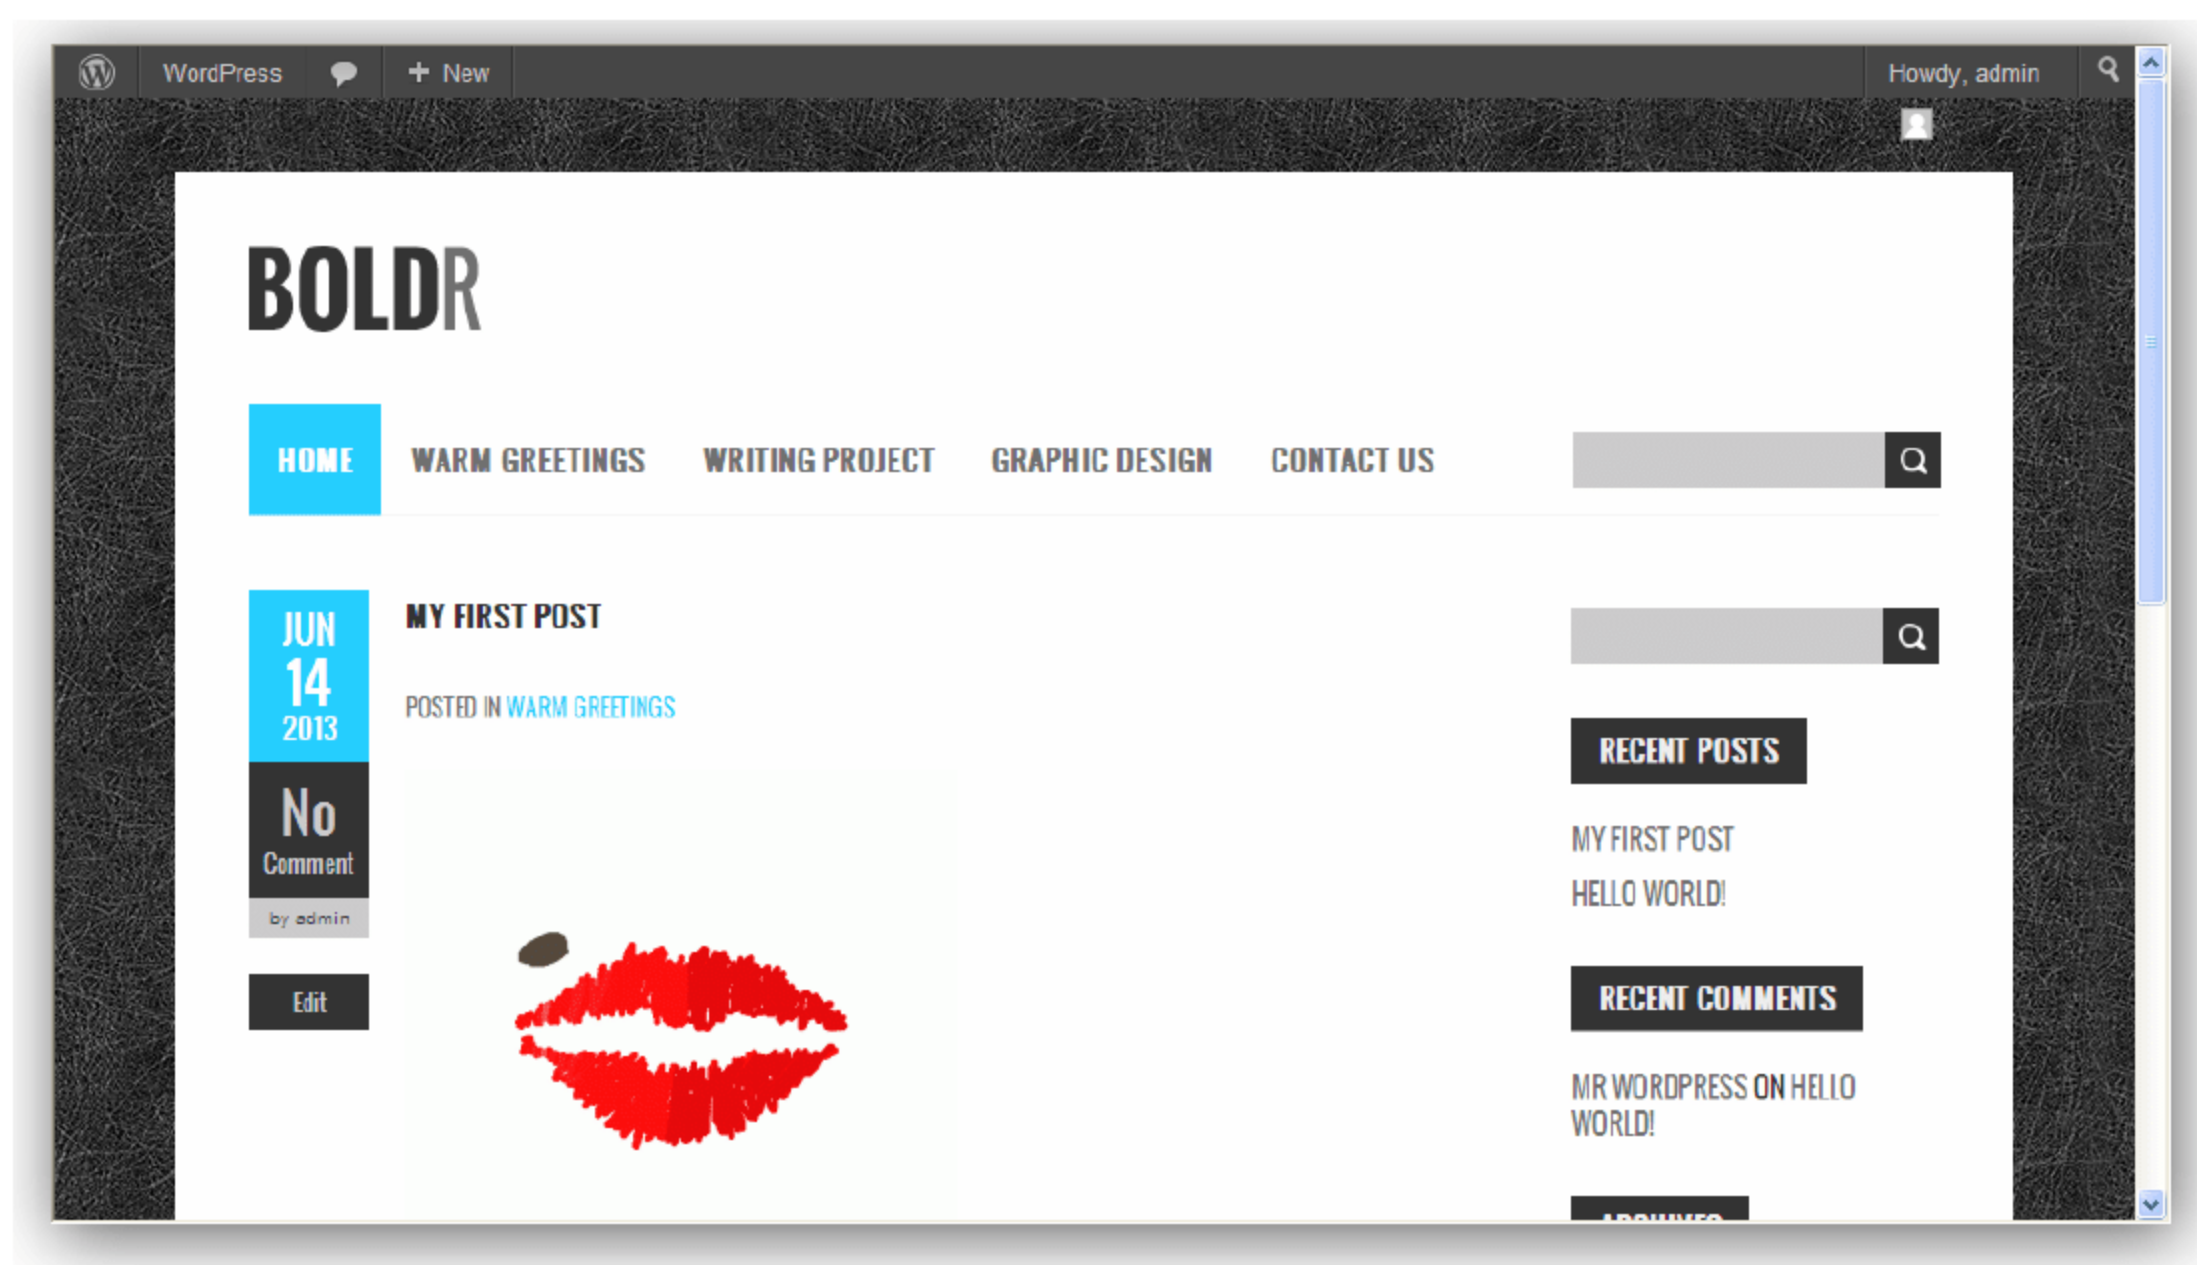 WordPress
+ New
Howdy, admin
BOLDR
HOME
WARM GREETINGS
WRITING PROJECT
GRAPHIC DESIGN
CONTACT US
JUN
14
2013
No
Comment
by admin
Edit
MY FIRST POST
POSTED IN WARM GREETINGS
RECENT POSTS
MY FIRST POST
HELLO WORLD!
RECENT COMMENTS
MR WORDPRESS ON HELLO
WORLD!
ARCHIVES